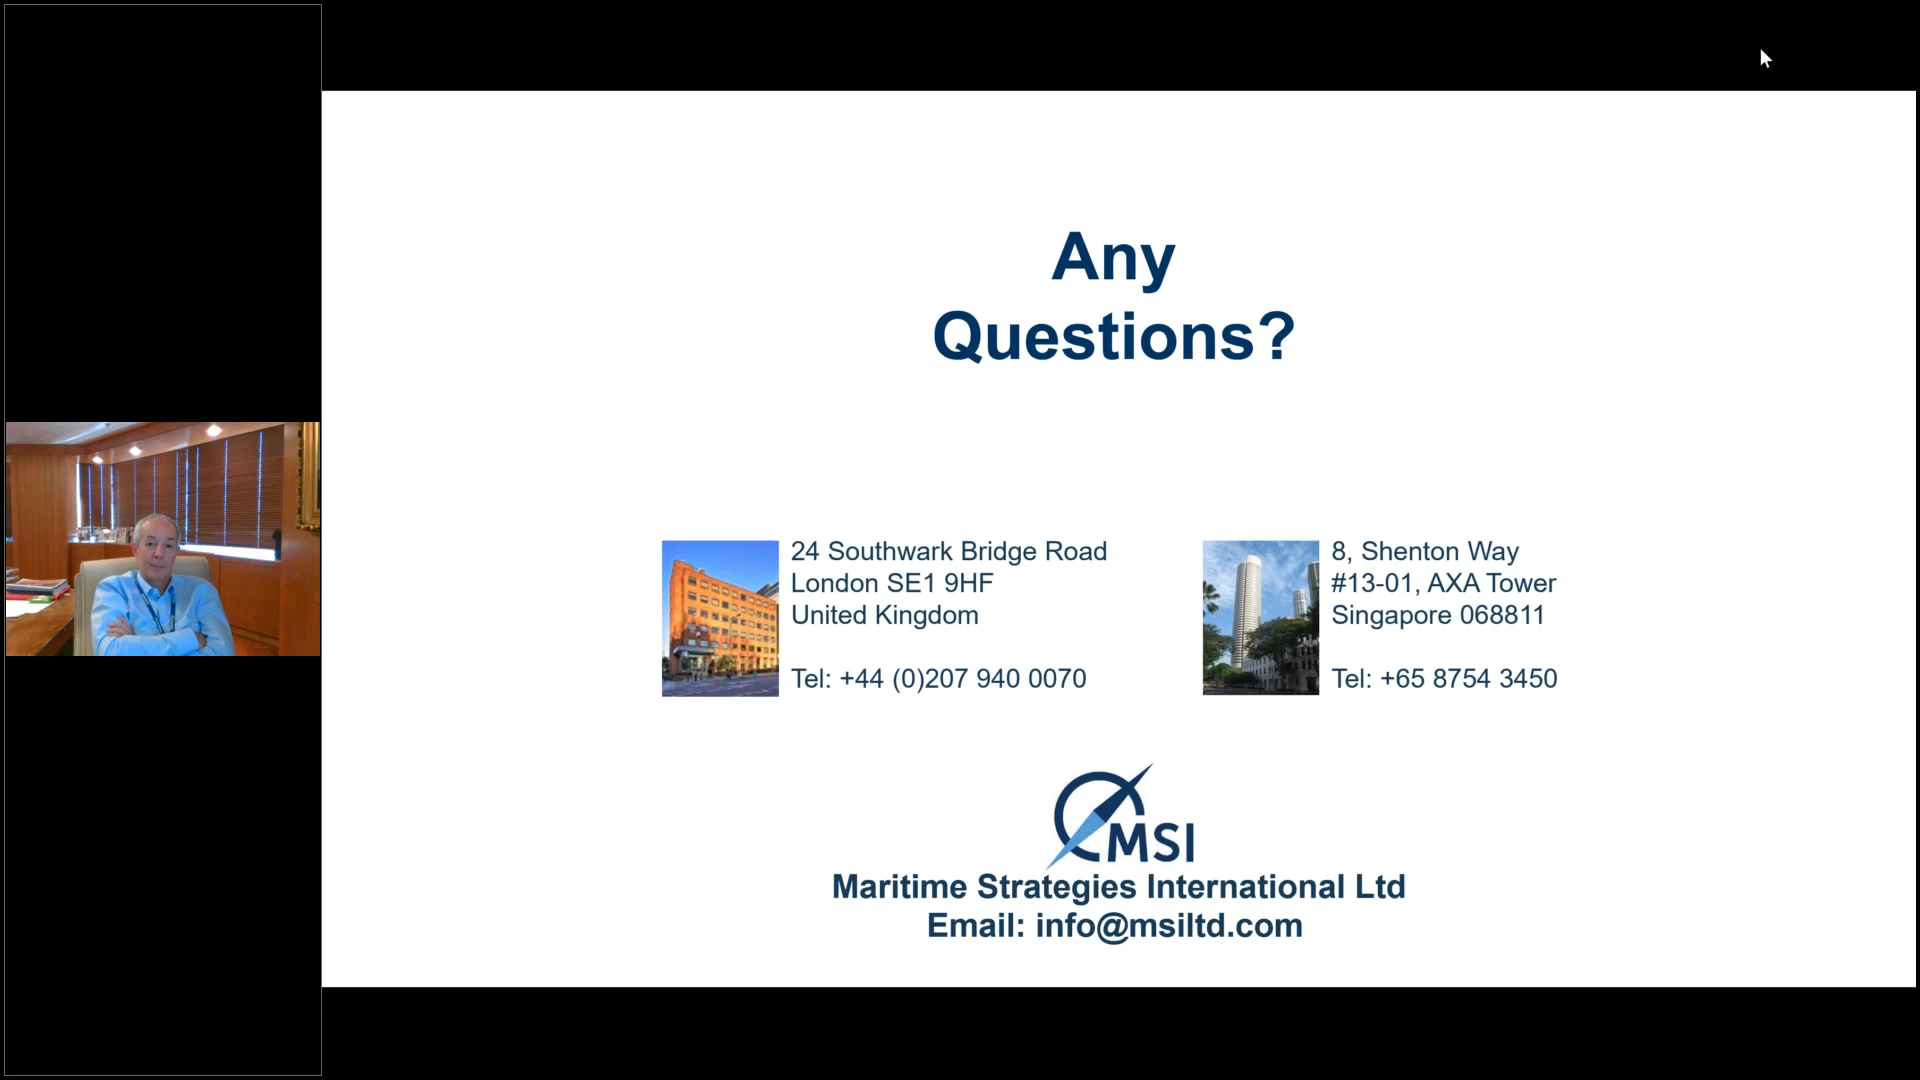 Any
Questions?
24 Southwark Bridge Road
London SE1 9HF
United Kingdom
Tel: +44 (0)207 940 0070
8, Shenton Way
#13-01, AXA Tower
Singapore 068811
Tel: +65 8754 3450
MSI
Maritime Strategies International Ltd
Email: info@msiltd.com